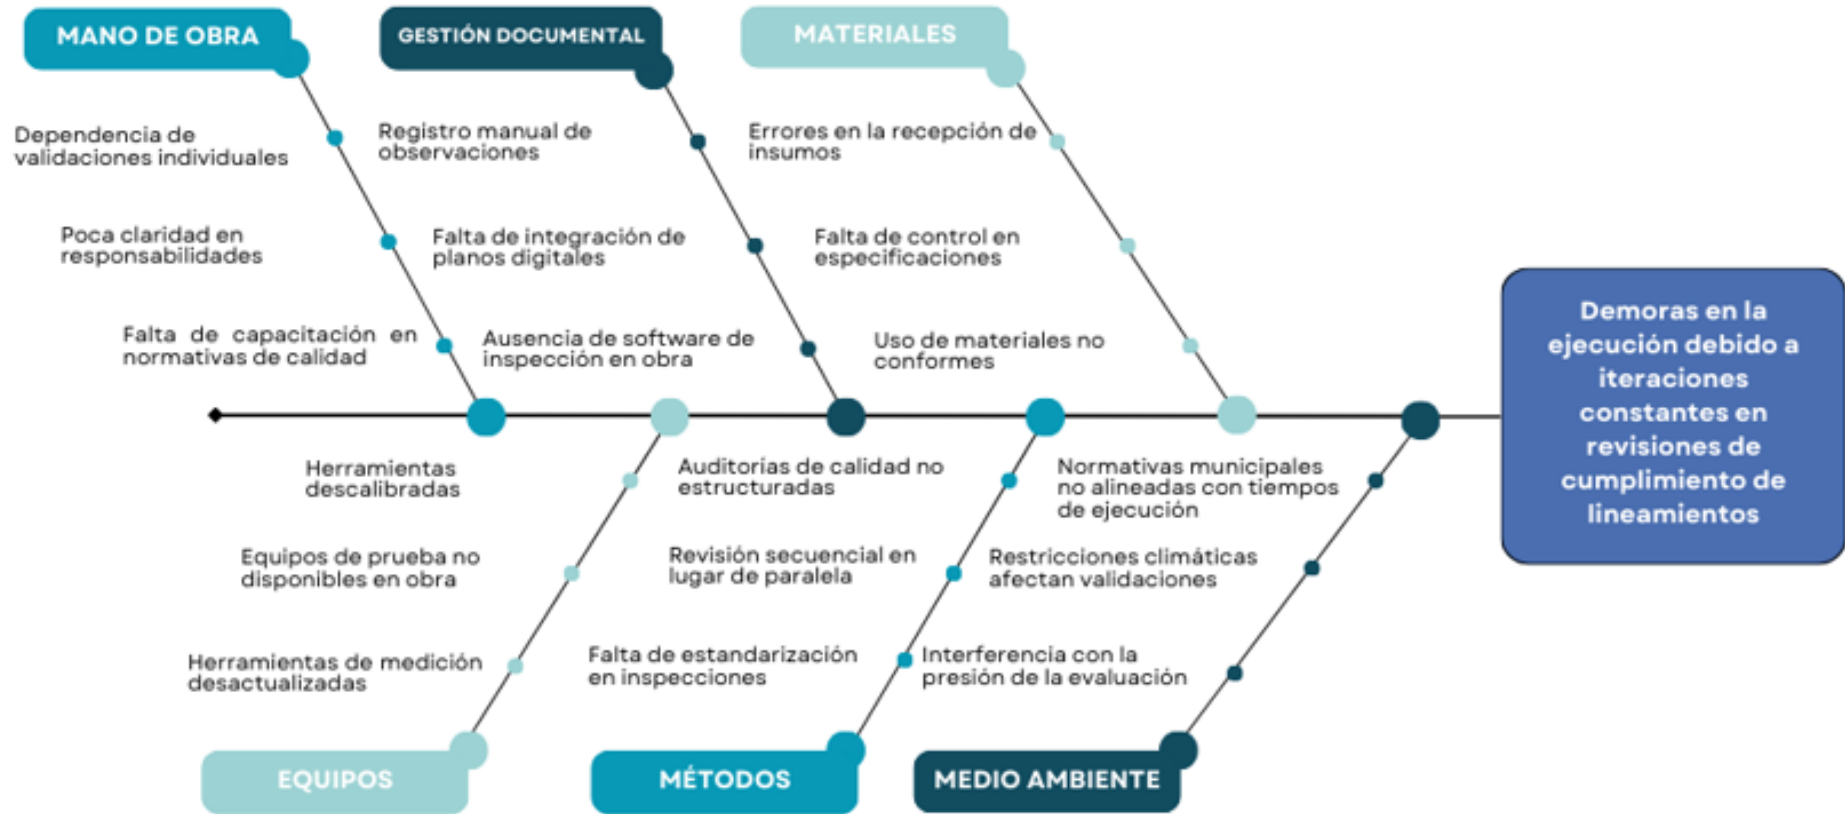 MANO DE OBRA
GESTIÓN DOCUMENTAL
MATERIALES
Dependencia de
validaciones individuales
Registro manual de
observaciones
Errores en la recepción de
insumos
Poca claridad en
responsabilidades
Falta de integración de
planos digitales
Falta de control en
especificaciones
Falta de capacitación en
normativas de calidad
Ausencia de software de
inspección en obra
Uso de materiales no
conformes
Demoras en la
ejecución debido a
iteraciones
constantes en
revisiones de
cumplimiento de
lineamientos
Herramientas
descalibradas
Auditorias de calidad no
estructuradas
Normativas municipales
no alineadas con tiempos
de ejecución
Equipos de prueba no
disponibles en obra
Revisión secuencial en
lugar de paralela
Restricciones climáticas
afectan validaciones
Herramientas de medición
desactualizadas
Falta de estandarización
en inspecciones
Interferencia con la
presión de la evaluación
EQUIPOS
MÉTODOS
MEDIO AMBIENTE